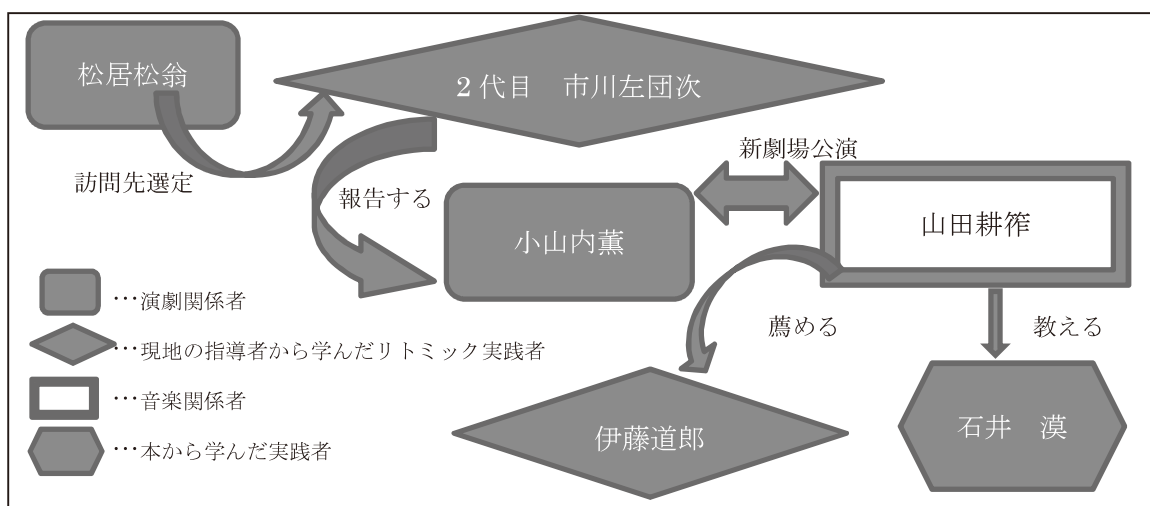 松居松翁
2代目　市川左団次
訪問先選定
報告する
新劇場公演
小山内薫
山田耕筰
薦める
教える
伊藤道郎
石井　漠
…演劇関係者
…現地の指導者から学んだリトミック実践者
…音楽関係者
…本から学んだ実践者